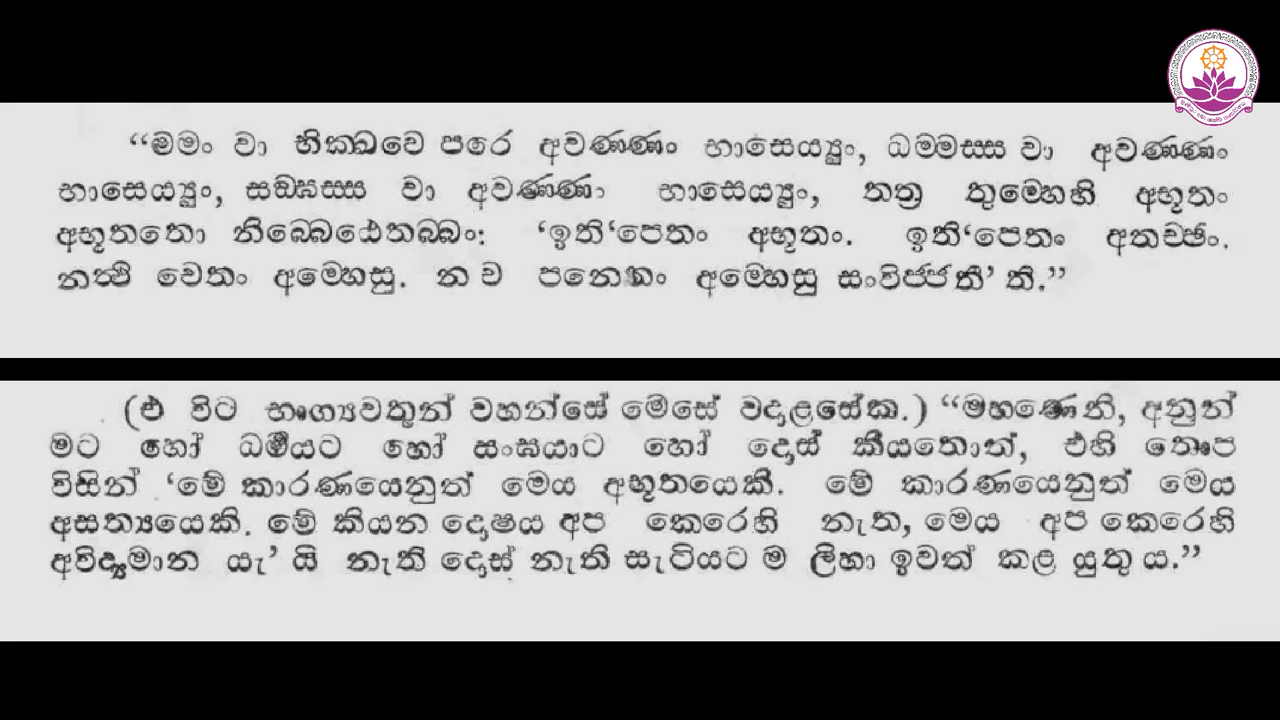 “මමං වා භික්ඛවෙ පරෙ අවණ්ණං භාසෙය්‍යුං, ධම්මස්ස වා අවණ්ණං
භාසෙය්‍යුං, සඞ්ඝස්ස වා අවණ්ණං භාසෙය්‍යුං, තත්‍ර තුම්හෙහි අභූතං
අභූතතො නිබ්බෙඨෙතබ්බං: ‘ඉති‘පෙතං අභූතං. ඉති‘පෙතං අතච්ඡං.
නත්ථි චෙතං අම්හෙසු. න ච පනෙතං අම්හෙසු සංවිජ්ජතී’ ති.”
(එ විට භෘග්‍යවතුන් වහන්සේ මෙසේ වදාළසේක.) “මහණෙනි, අනුන්
මට හෝ ධර්‍මයට හෝ සංඝයාට හෝ දොස් කියතොත්, එහි තොප
විසින් ‘මේ කාරණයෙනුත් මෙය අභූතයෙකි. මේ කාරණයෙනුත් මෙය
අසත්‍යයෙකි. මේ කියන දොෂය අප කෙරෙහි නැත, මෙය අප කෙරෙහි
අවිද්‍යමාන යැ’ යි නැති දොස් නැති සැටියට ම ලිහා ඉවත් කළ යුතු ය.”